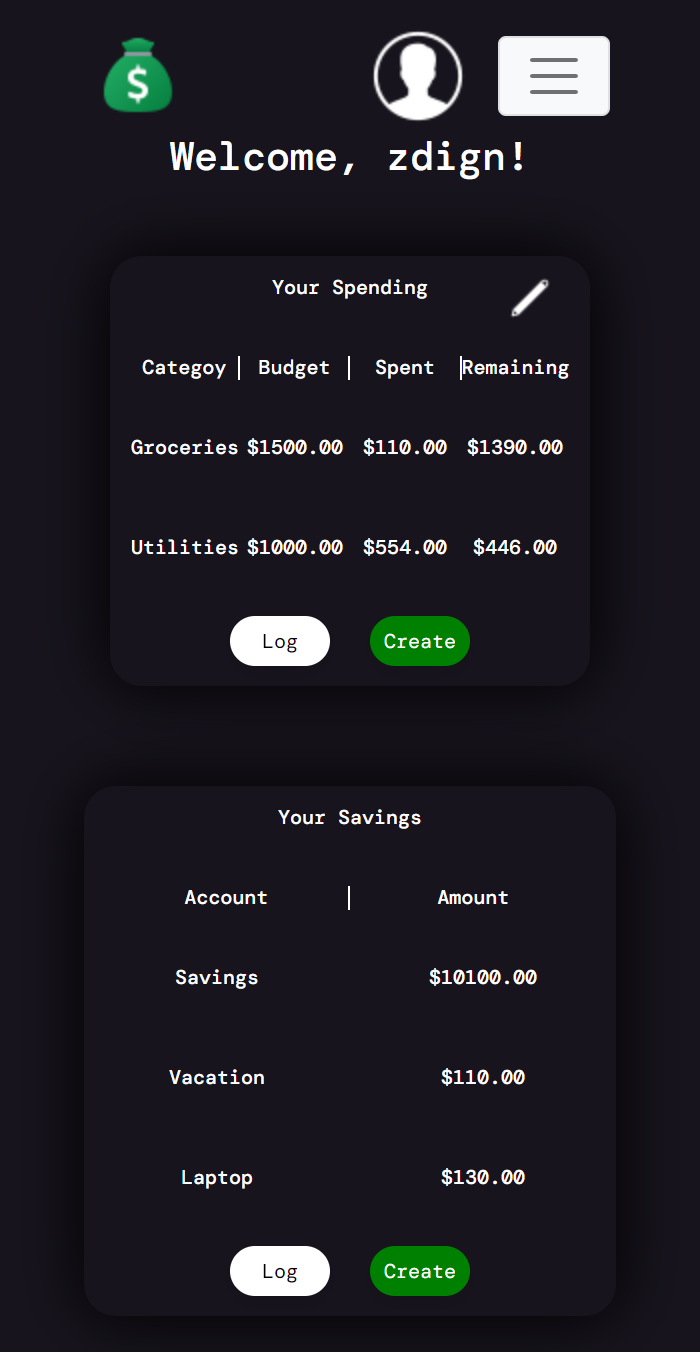 $
Welcome, zdign!
Your Spending
Categoy | Budget | Spent | Remaining
Groceries $1500.00 $110.00 $1390.00
Utilities $1000.00 $554.00 $446.00
Log Create
Your Savings
Account | Amount
Savings $10100.00
Vacation $110.00
Laptop $130.00
Log Create